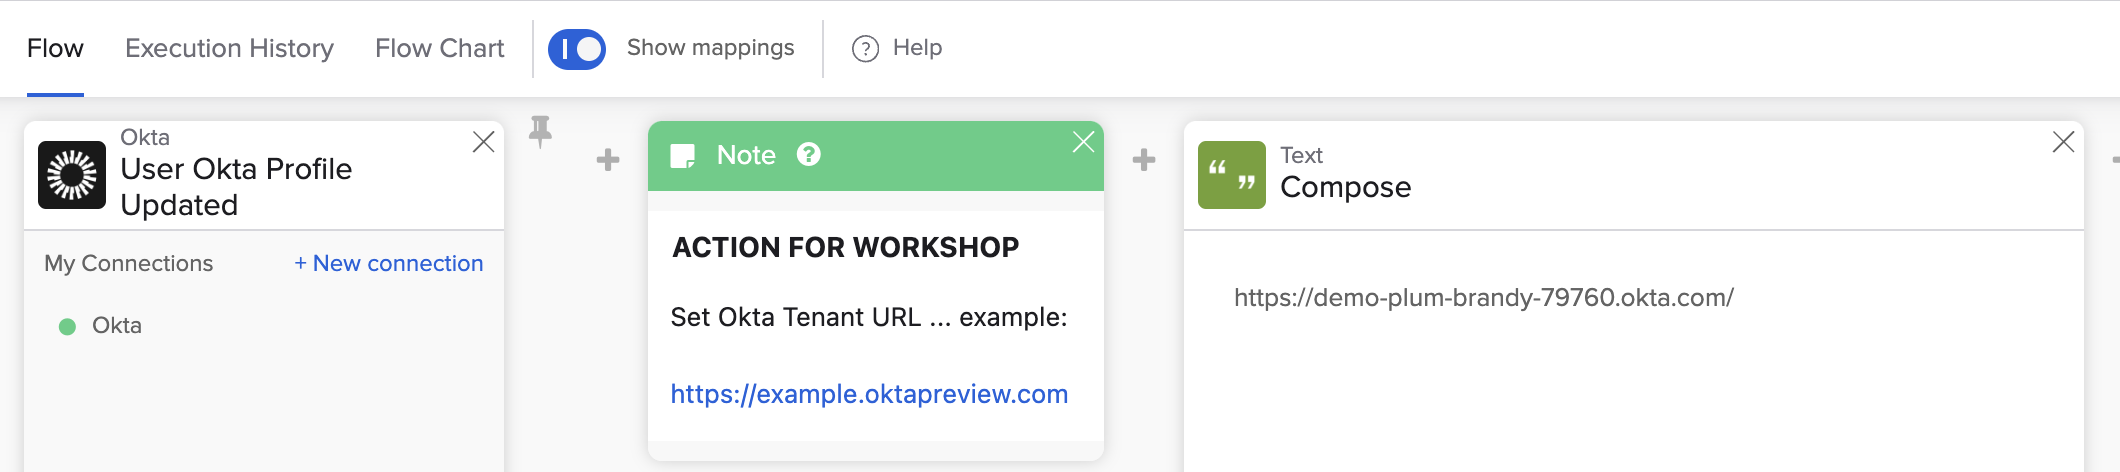 Flow
Execution History
Flow Chart
Show mappings
? Help
Okta
User Okta Profile
Updated
My Connections
+ New connection
Okta
Note ?
ACTION FOR WORKSHOP
Set Okta Tenant URL ... example:
https://example.oktapreview.com
Text
Compose
https://demo-plum-brandy-79760.okta.com/